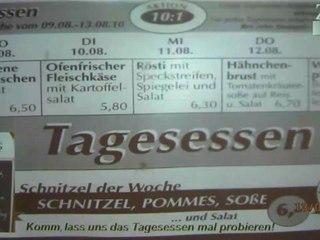 ssen
AKTION
10:1
he vom 09.08.-13.08.10
DI MI DO
10.08. 11.08. 12.08.
Ofenfrischer Rösti mit Hähnchen-
Fleischkäse Speckstreifen, brust mit
mit Kartoffel- Spiegelei und Tomatenkräuter-
salat Salat soße auf Reis
6,50 5,80 6,30 u. Salat 6,70
Tagesessen
Schnitzel der Woche
SCHNITZEL, POMMES, SOßE
... und Salat
Komm, lass uns das Tagesessen mal probieren!